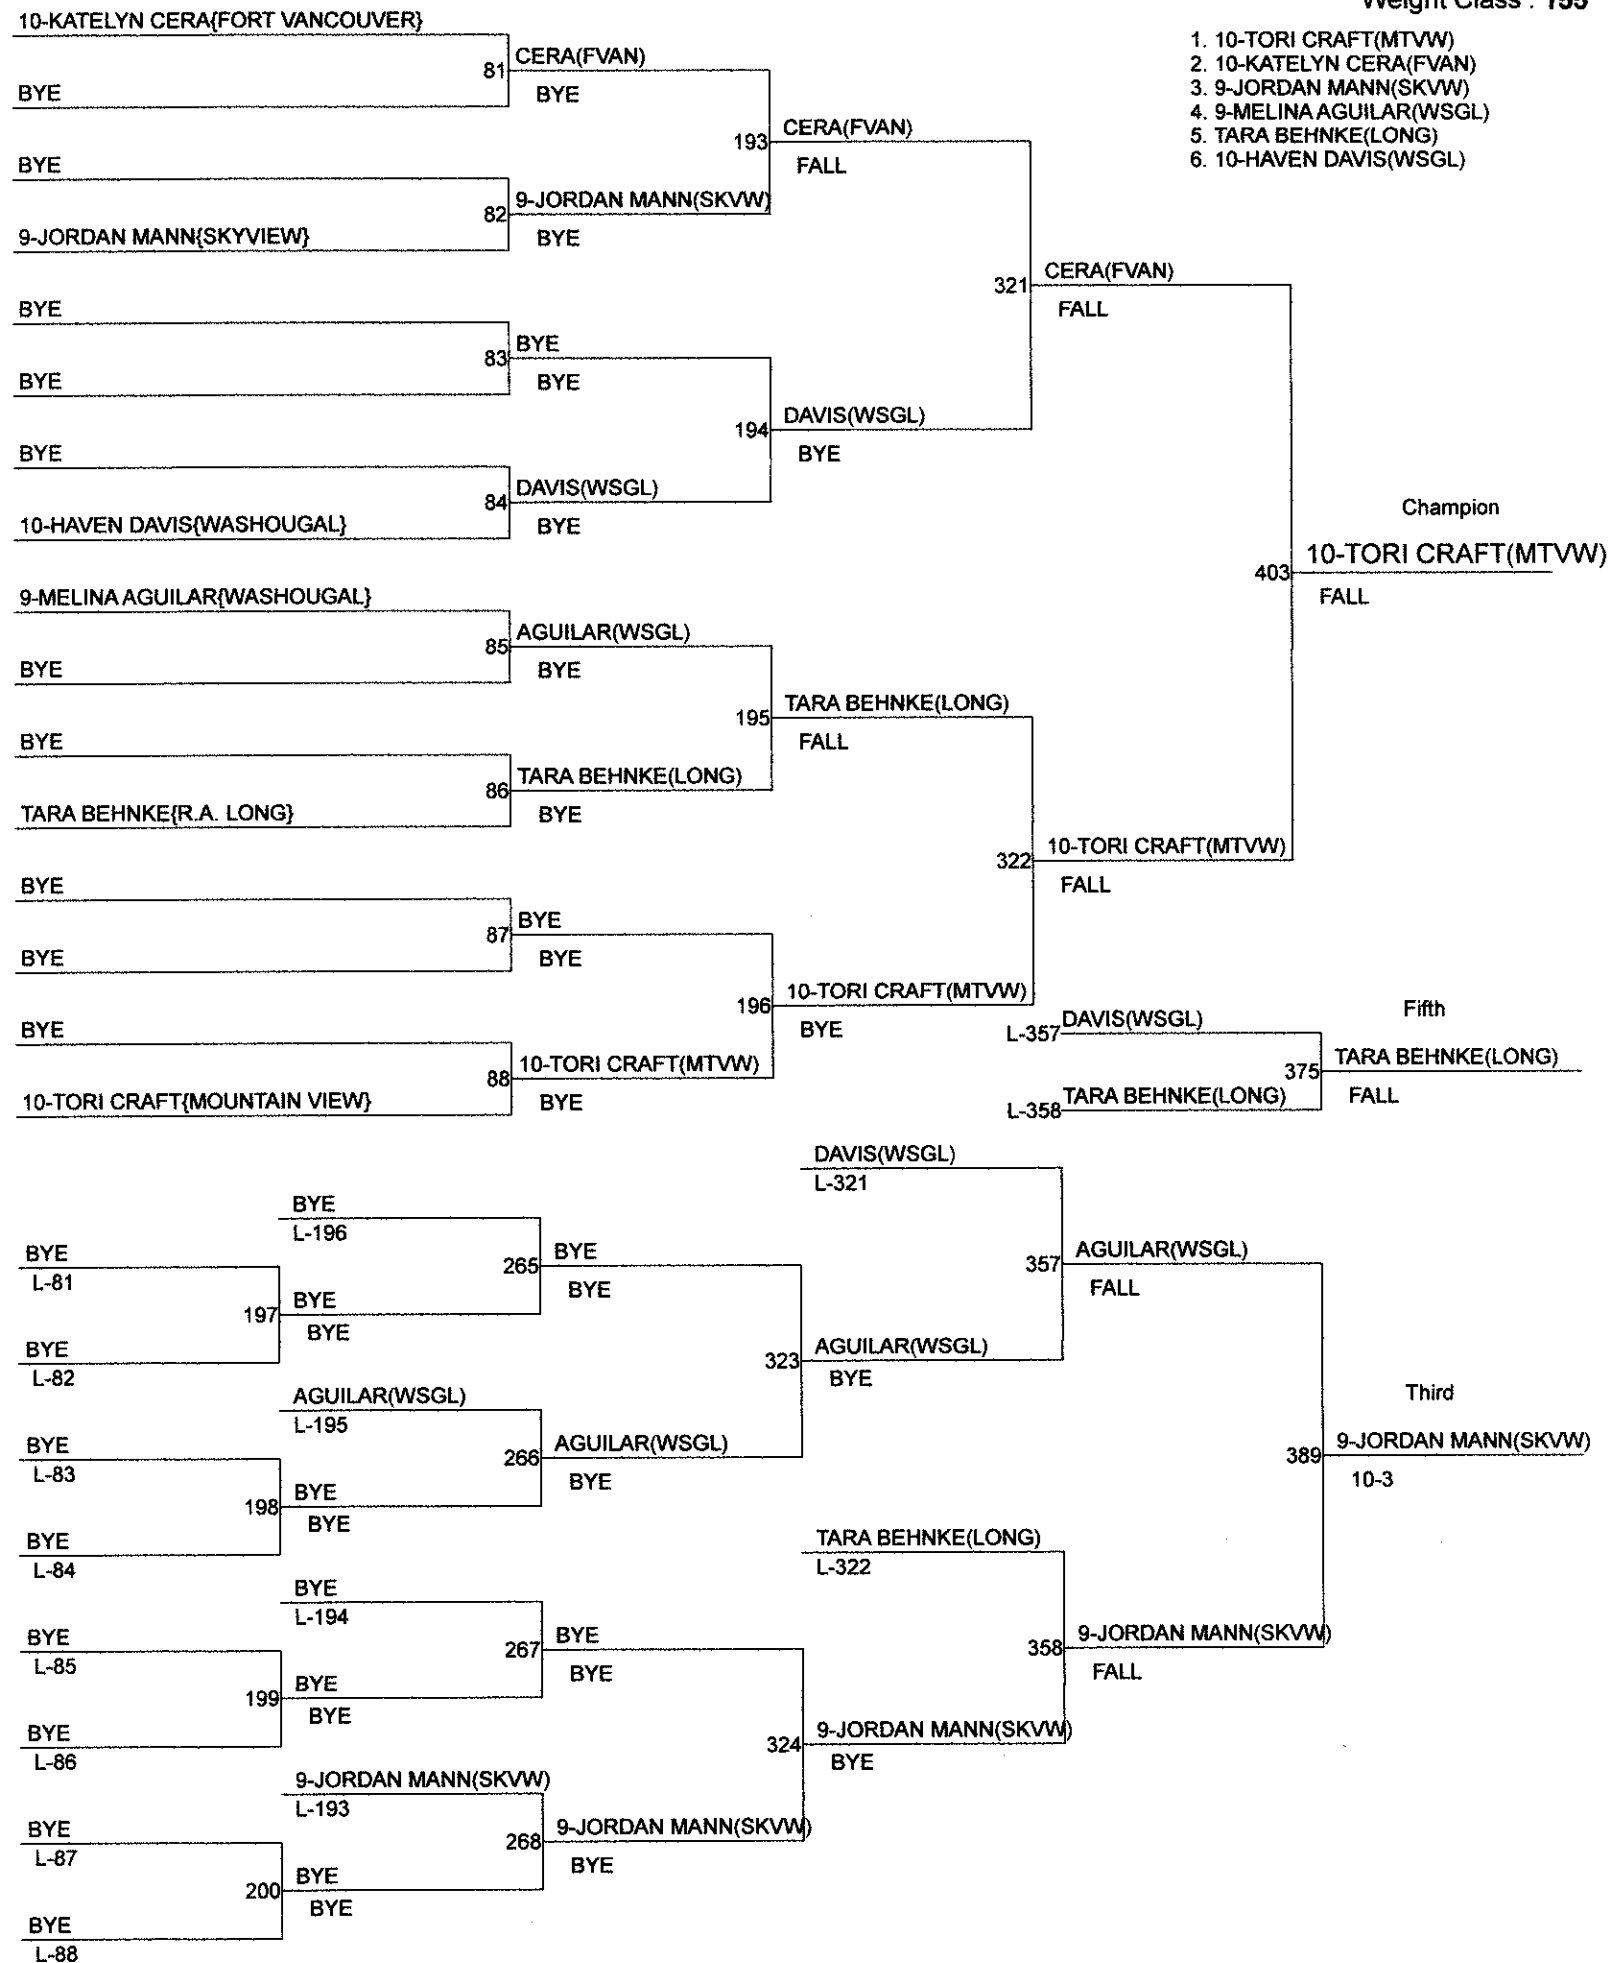 Weight Class : 155
1. 10-TORI CRAFT(MTVW)
2. 10-KATELYN CERA(FVAN)
3. 9-JORDAN MANN(SKVW)
4. 9-MELINA AGUILAR(WSGL)
5. TARA BEHNKE(LONG)
6. 10-HAVEN DAVIS(WSGL)
10-KATELYN CERA{FORT VANCOUVER}
81 CERA(FVAN)
BYE
BYE
193 CERA(FVAN)
FALL
BYE
82 9-JORDAN MANN(SKVW)
9-JORDAN MANN{SKYVIEW}
BYE
321 CERA(FVAN)
FALL
BYE
83 BYE
BYE
BYE
194 DAVIS(WSGL)
BYE
BYE
84 DAVIS(WSGL)
10-HAVEN DAVIS{WASHOUGAL}
BYE
Champion
403 10-TORI CRAFT(MTVW)
FALL
9-MELINA AGUILAR{WASHOUGAL}
85 AGUILAR(WSGL)
BYE
BYE
195 TARA BEHNKE(LONG)
FALL
BYE
86 TARA BEHNKE(LONG)
TARA BEHNKE{R.A. LONG}
BYE
322 10-TORI CRAFT(MTVW)
FALL
BYE
87 BYE
BYE
BYE
196 10-TORI CRAFT(MTVW)
BYE
BYE
88 10-TORI CRAFT(MTVW)
10-TORI CRAFT{MOUNTAIN VIEW}
BYE
Fifth
L-357 DAVIS(WSGL)
375 TARA BEHNKE(LONG)
FALL
L-358 TARA BEHNKE(LONG)
DAVIS(WSGL)
L-321
BYE
L-196
BYE
L-81
265 BYE
BYE
357 AGUILAR(WSGL)
FALL
197 BYE
BYE
BYE
L-82
323 AGUILAR(WSGL)
BYE
AGUILAR(WSGL)
L-195
Third
BYE
L-83
266 AGUILAR(WSGL)
BYE
389 9-JORDAN MANN(SKVW)
10-3
198 BYE
BYE
BYE
L-84
TARA BEHNKE(LONG)
L-322
BYE
L-194
BYE
L-85
267 BYE
BYE
358 9-JORDAN MANN(SKVW)
FALL
199 BYE
BYE
BYE
L-86
324 9-JORDAN MANN(SKVW)
BYE
9-JORDAN MANN(SKVW)
L-193
BYE
L-87
268 9-JORDAN MANN(SKVW)
BYE
200 BYE
BYE
BYE
L-88